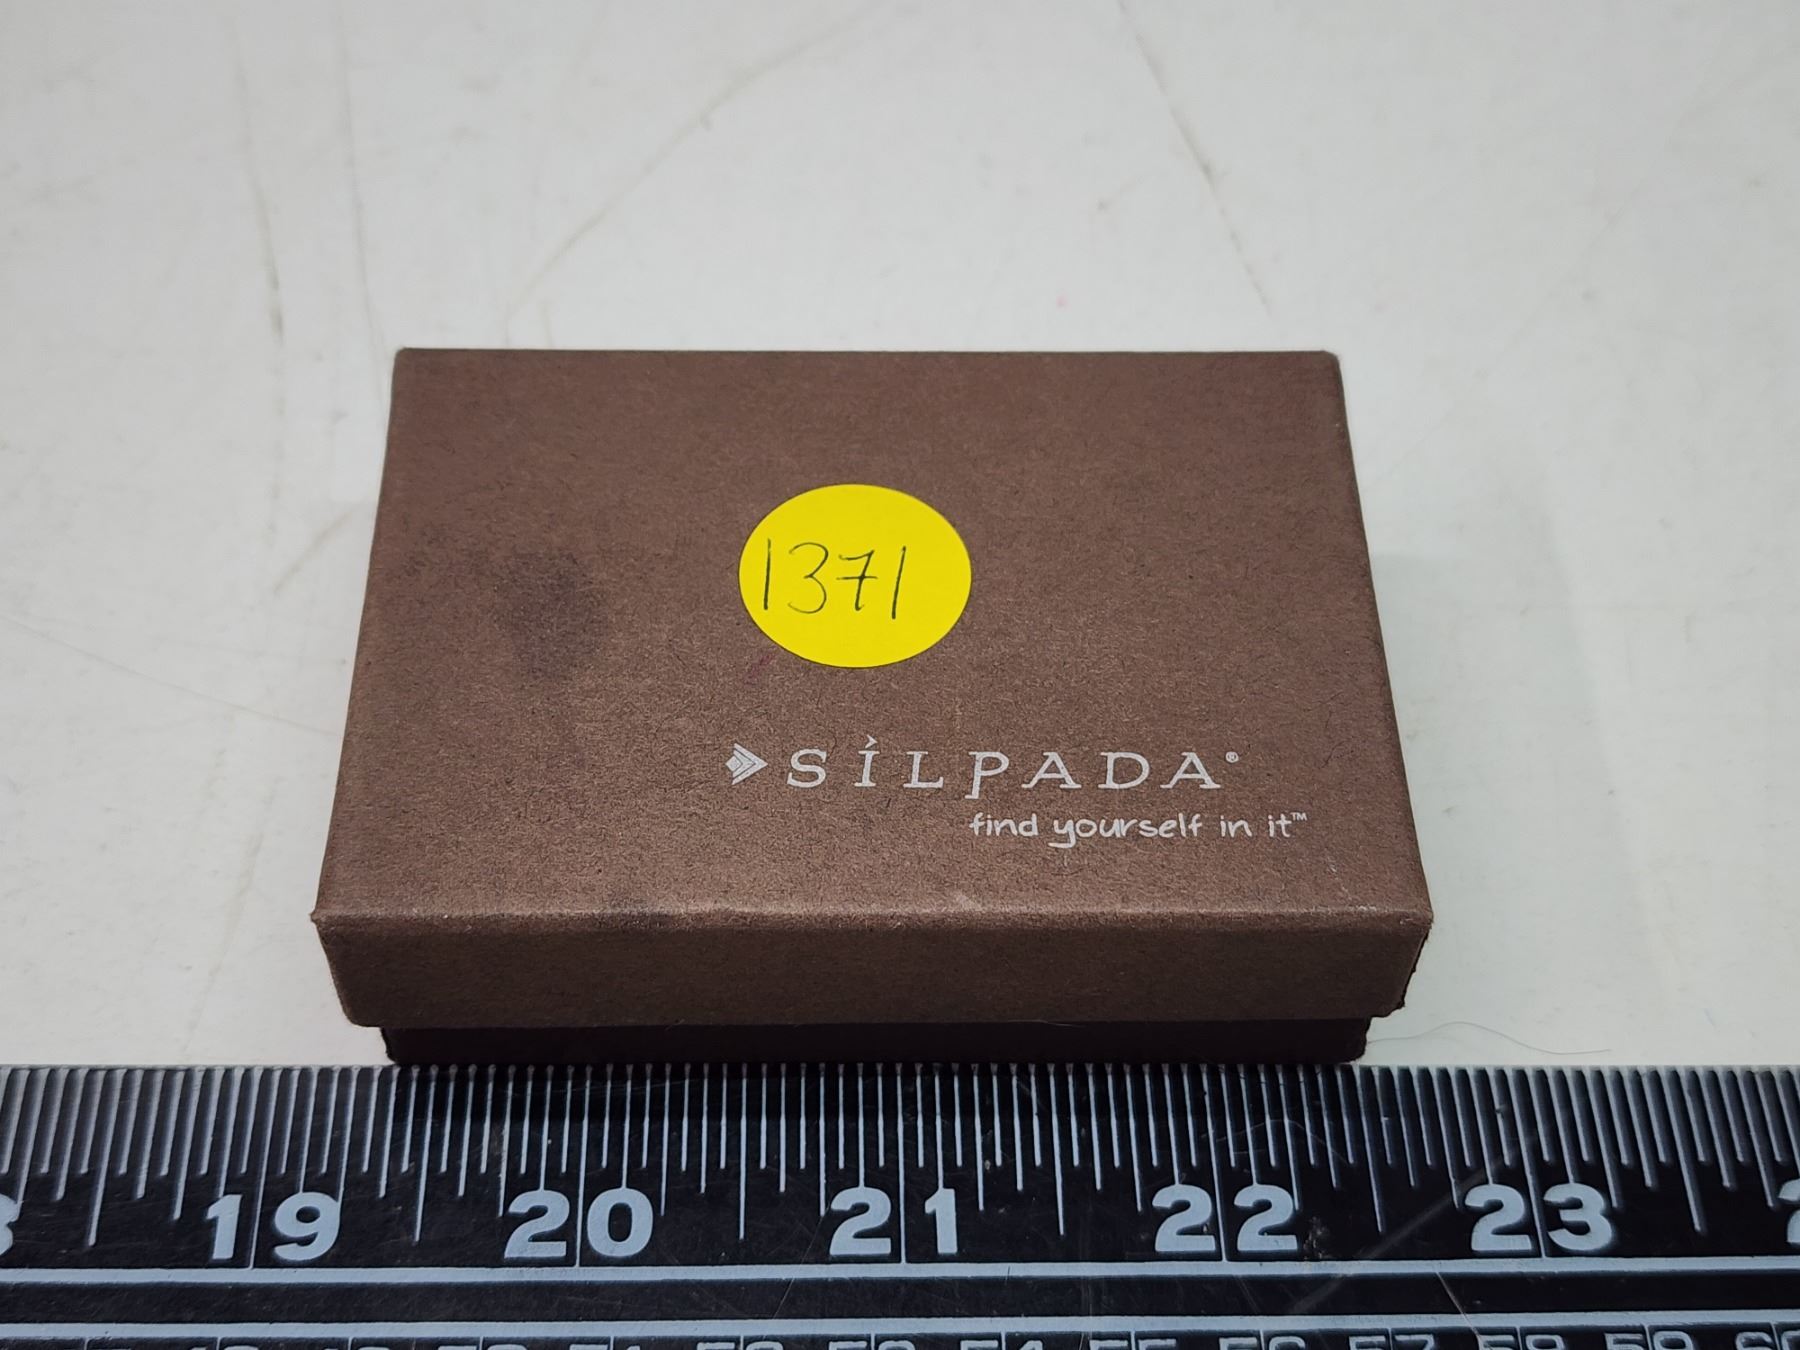 1371
SÍLPADA®
find yourself in it™
19 20 21 22 23